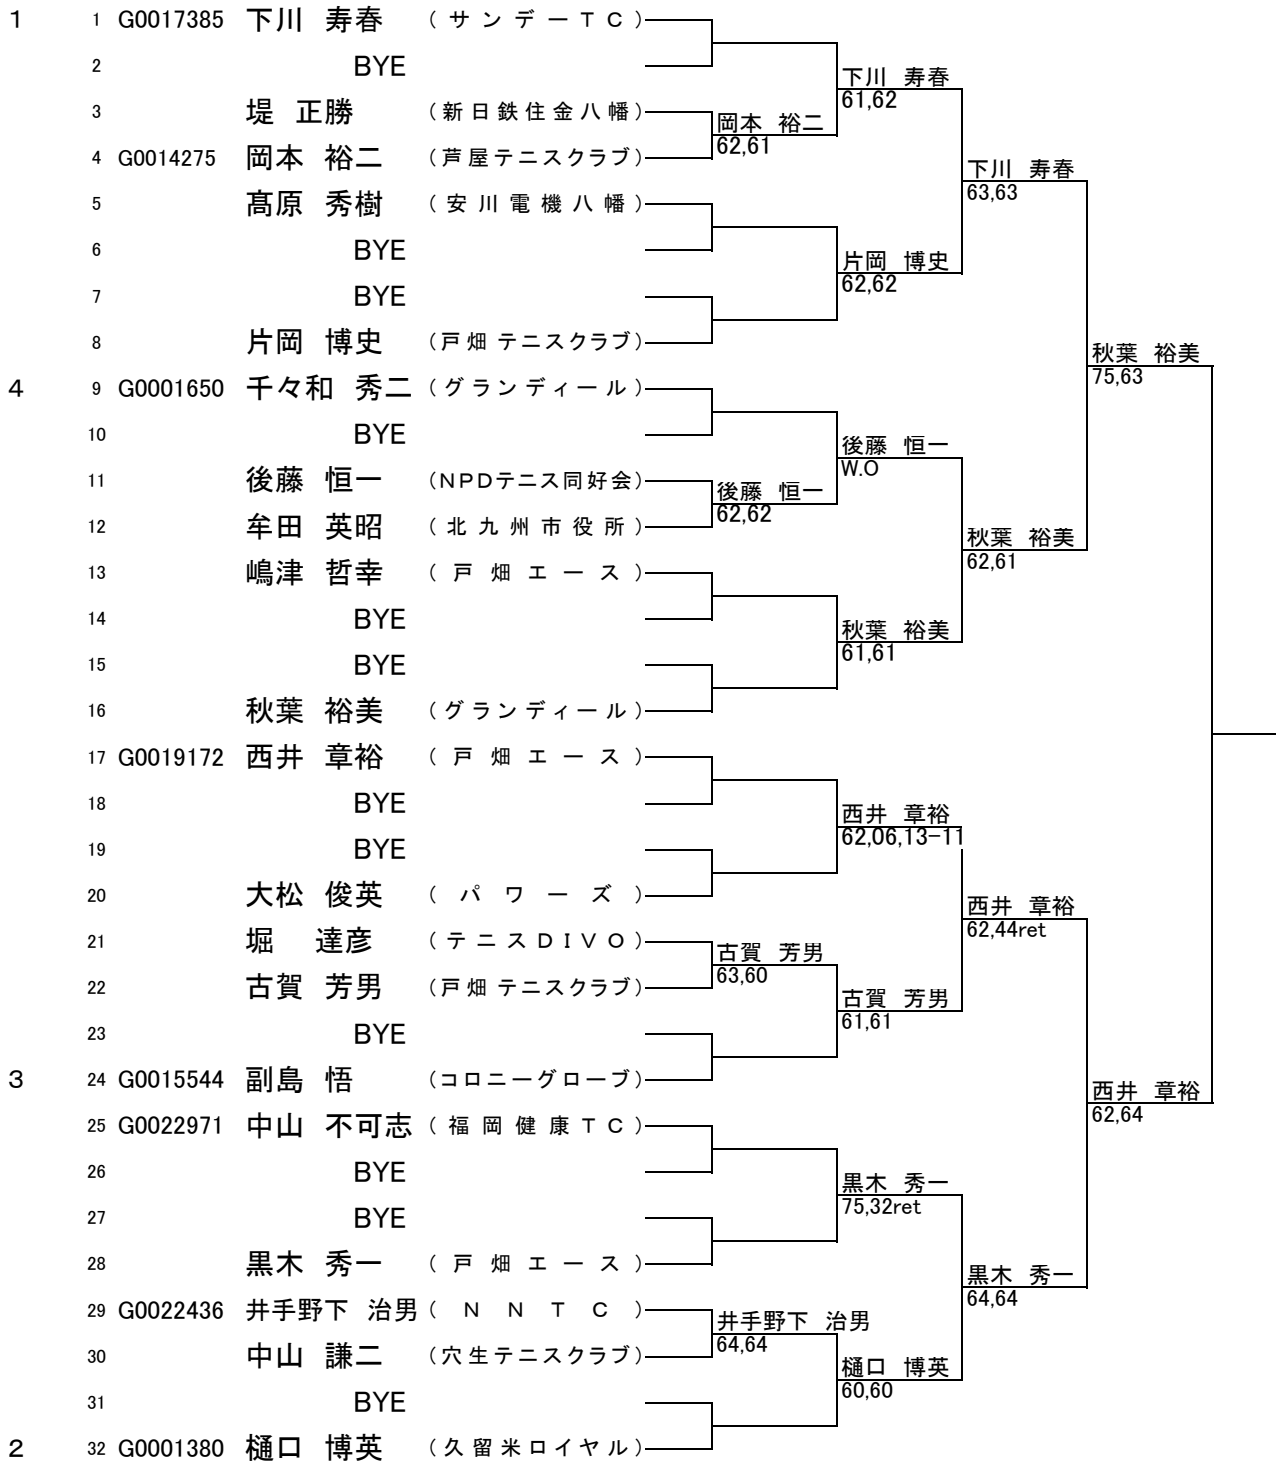 1 1 G0017385 下川 寿春 （サンデーＴＣ）
2 BYE
下川 寿春
61,62
3 堤 正勝 （新日鉄住金八幡）
岡本 裕二
62,61
4 G0014275 岡本 裕二 （芦屋テニスクラブ）
下川 寿春
63,63
5 髙原 秀樹 （安川電機八幡）
6 BYE
片岡 博史
62,62
7 BYE
8 片岡 博史 （戸畑テニスクラブ）
秋葉 裕美
75,63
4 9 G0001650 千々和 秀二 （グランディール）
10 BYE
後藤 恒一
W.O
11 後藤 恒一 （ＮＰＤテニス同好会）
後藤 恒一
62,62
12 牟田 英昭 （北九州市役所）
秋葉 裕美
62,61
13 嶋津 哲幸 （戸畑エース）
14 BYE
秋葉 裕美
61,61
15 BYE
16 秋葉 裕美 （グランディール）
17 G0019172 西井 章裕 （戸畑エース）
18 BYE
西井 章裕
62,06,13-11
19 BYE
20 大松 俊英 （パワーズ）
西井 章裕
62,44ret
21 堀 達彦 （テニスＤＩＶＯ）
古賀 芳男
63,60
22 古賀 芳男 （戸畑テニスクラブ）
古賀 芳男
61,61
23 BYE
3 24 G0015544 副島 悟 （コロニーグローブ）
西井 章裕
62,64
25 G0022971 中山 不可志 （福岡健康ＴＣ）
26 BYE
黒木 秀一
75,32ret
27 BYE
28 黒木 秀一 （戸畑エース）
黒木 秀一
64,64
29 G0022436 井手野下 治男 （ＮＮＴＣ）
井手野下 治男
64,64
30 中山 謙二 （穴生テニスクラブ）
樋口 博英
60,60
31 BYE
2 32 G0001380 樋口 博英 （久留米ロイヤル）